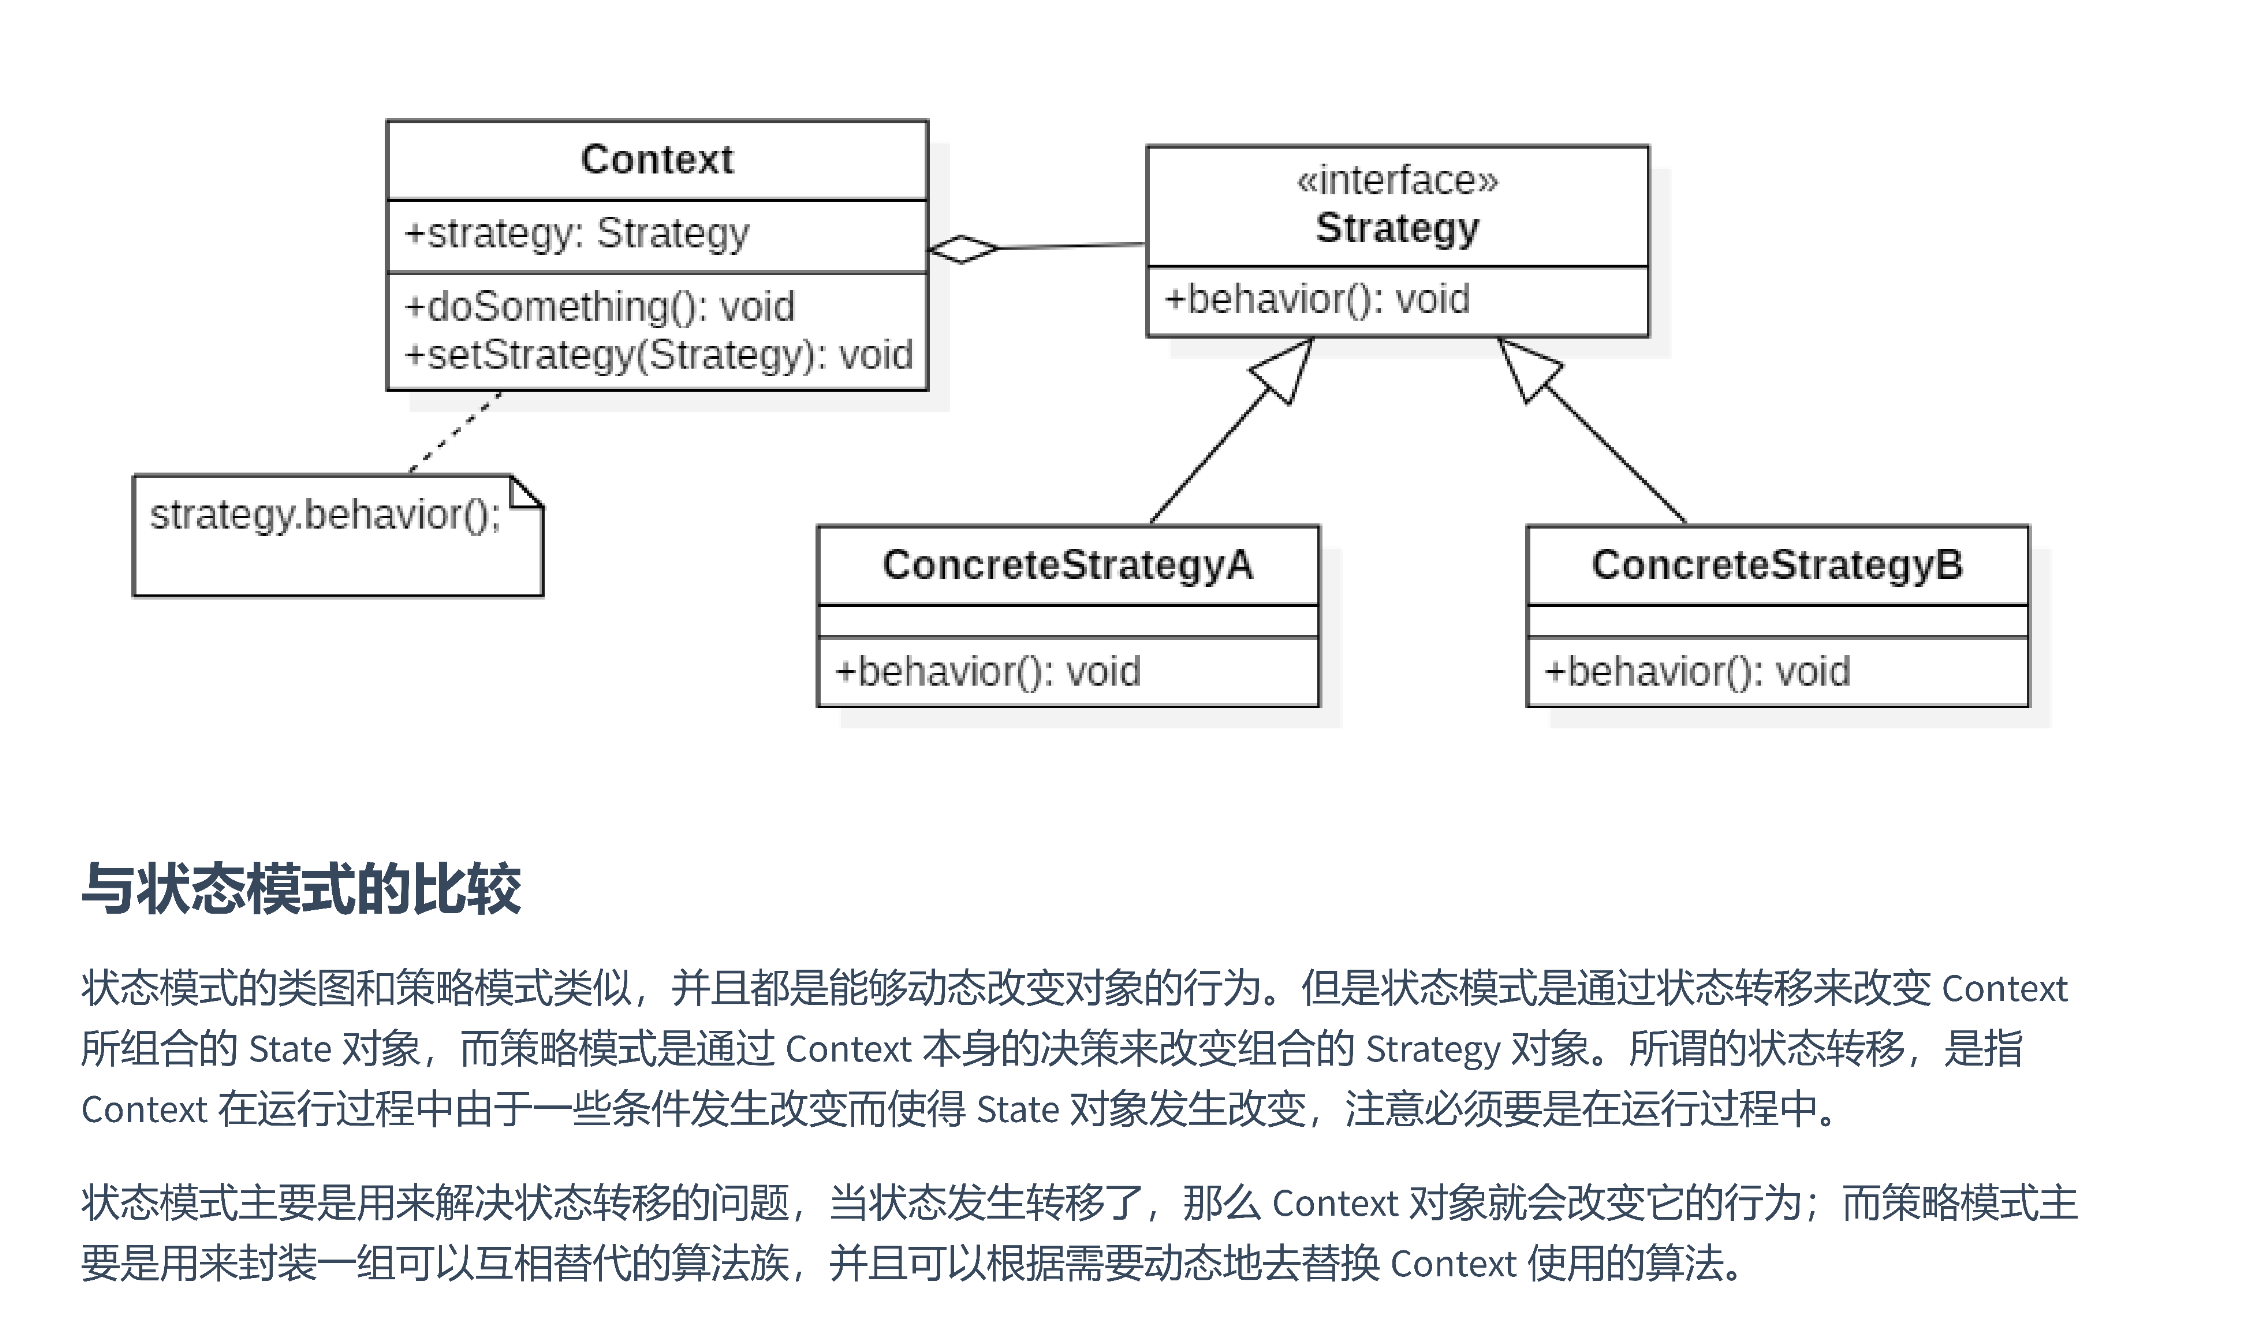 Context
+strategy: Strategy
+doSomething(): void
+setStrategy(Strategy): void
«interface»
Strategy
+behavior(): void
strategy.behavior();
ConcreteStrategyA
+behavior(): void
ConcreteStrategyB
+behavior(): void
与状态模式的比较
状态模式的类图和策略模式类似，并且都是能够动态改变对象的行为。但是状态模式是通过状态转移来改变 Context
所组合的 State 对象，而策略模式是通过 Context 本身的决策来改变组合的 Strategy 对象。所谓的状态转移，是指
Context 在运行过程中由于一些条件发生改变而使得 State 对象发生改变，注意必须要是在运行过程中。
状态模式主要是用来解决状态转移的问题，当状态发生转移了，那么 Context 对象就会改变它的行为；而策略模式主
要是用来封装一组可以互相替代的算法族，并且可以根据需要动态地去替换 Context 使用的算法。